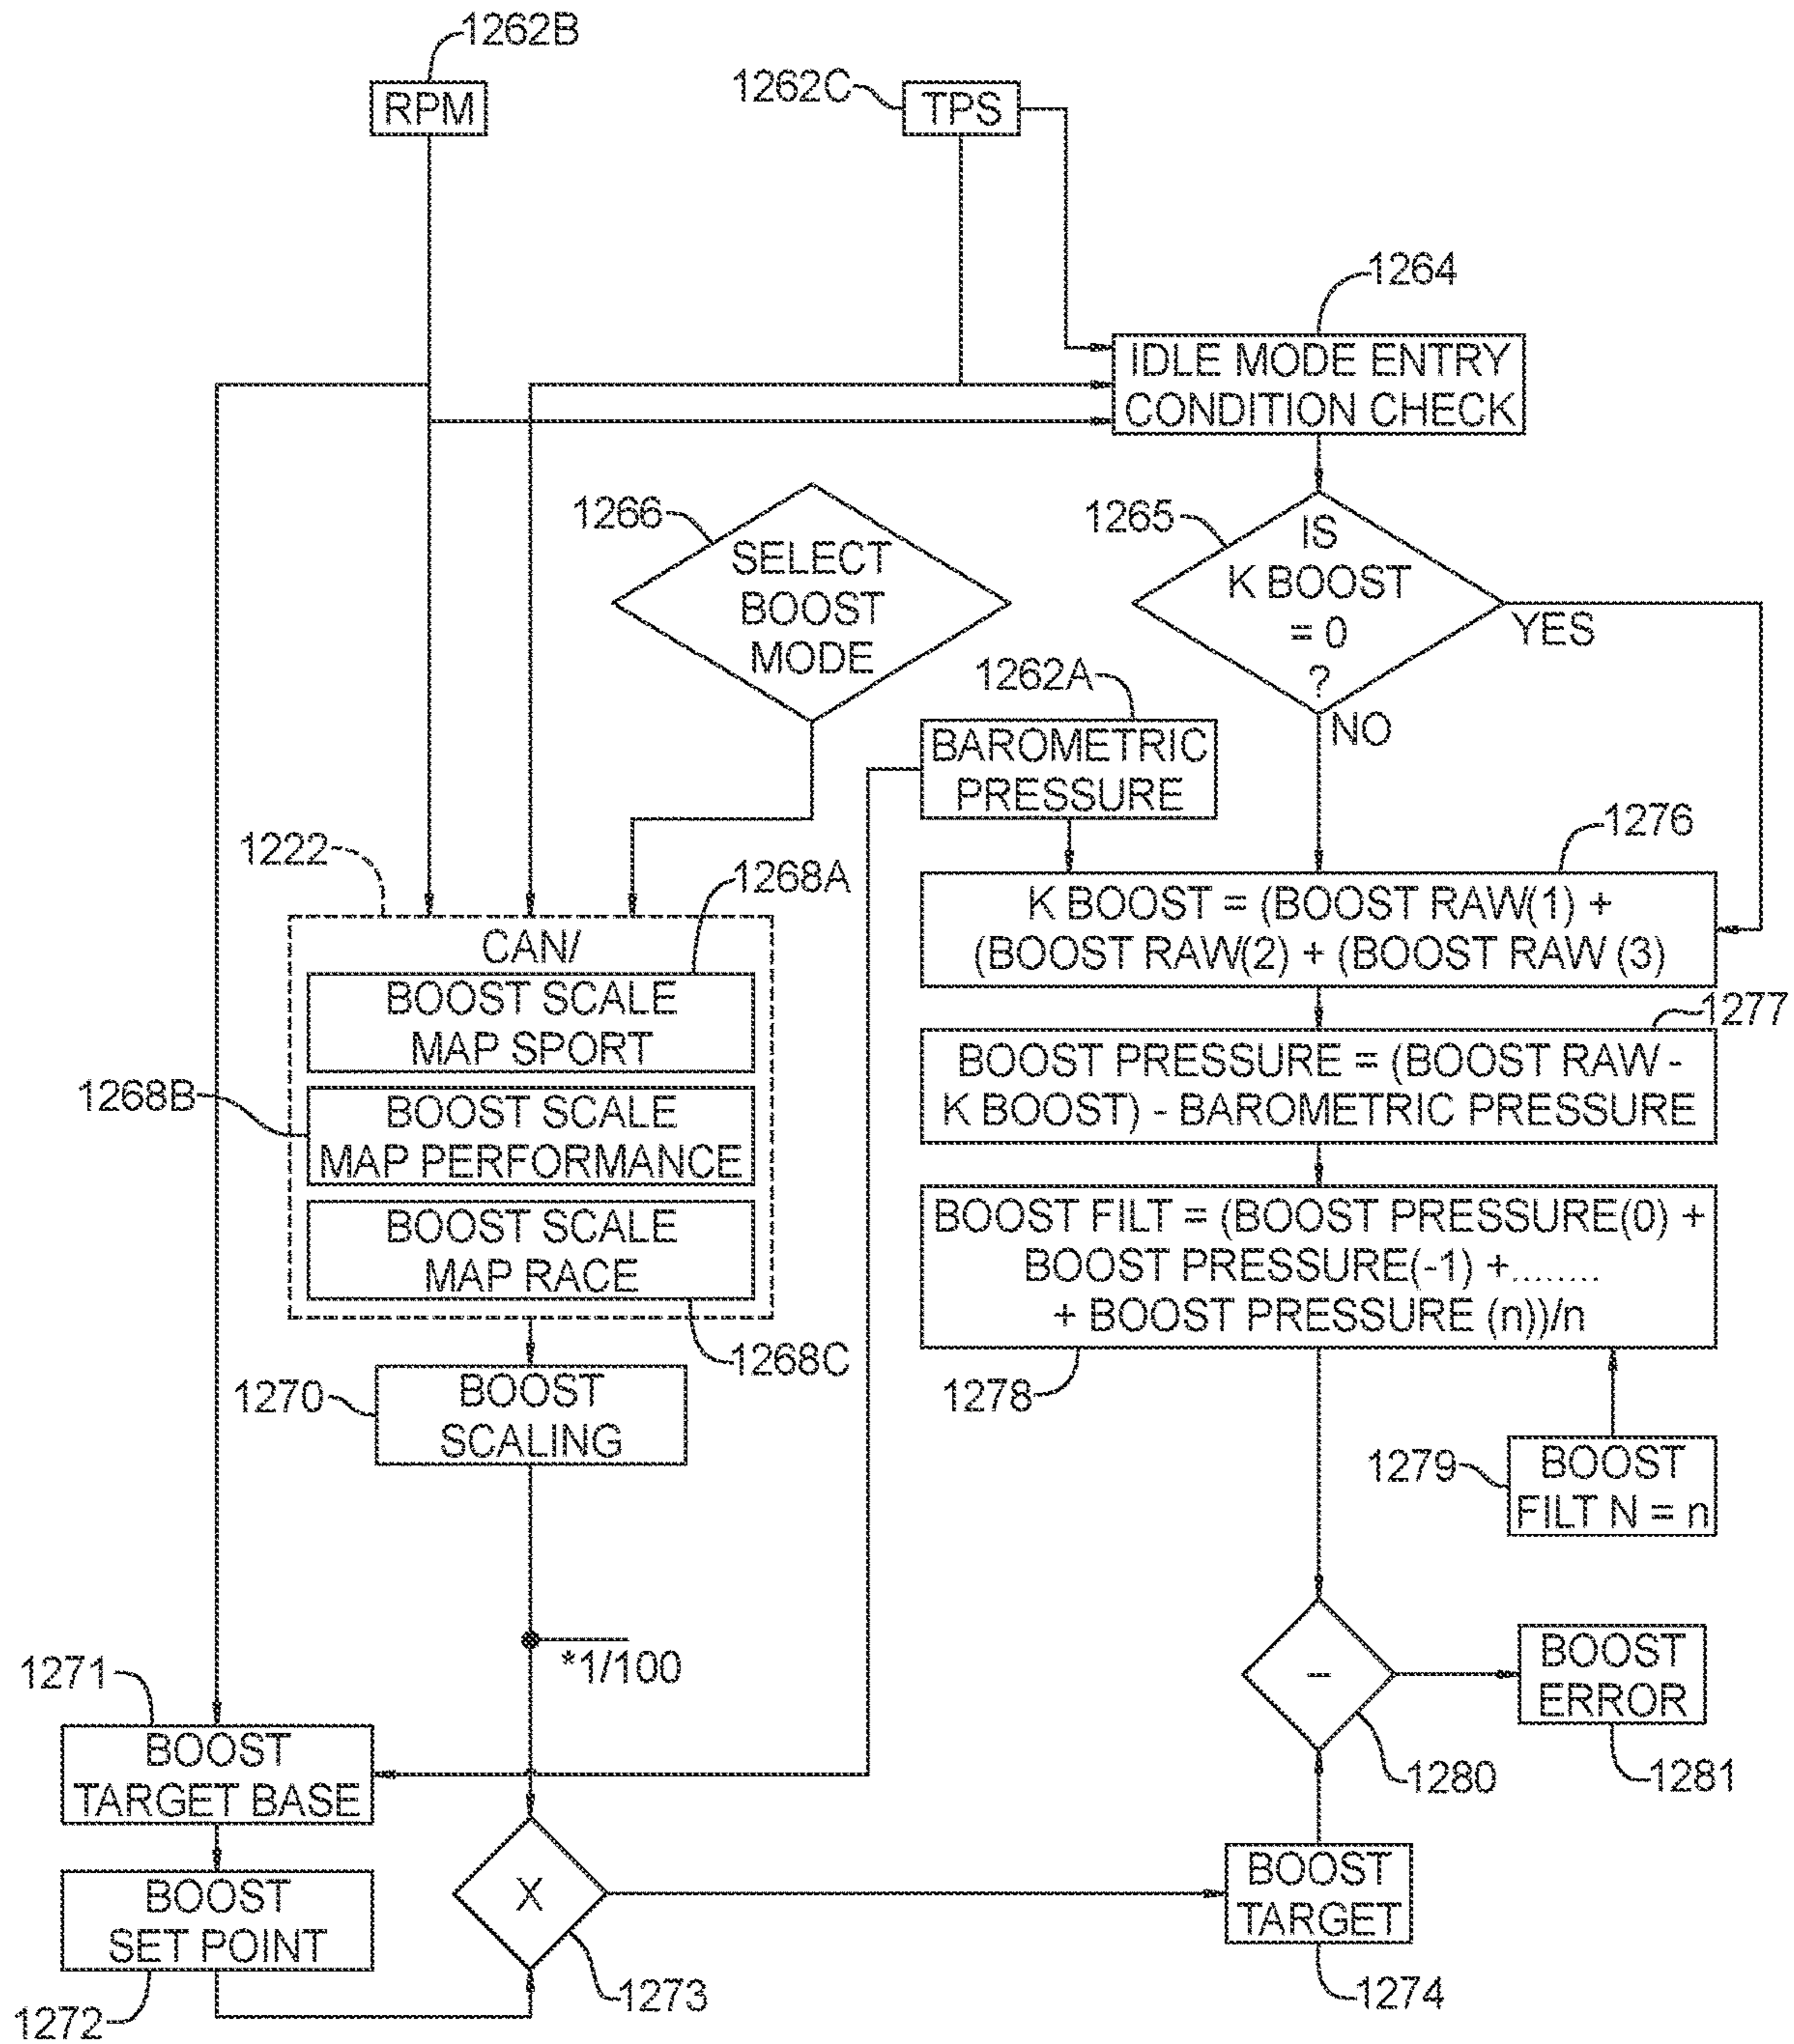 1262B
RPM
1262C
TPS
1264
IDLE MODE ENTRY
CONDITION CHECK
1266
SELECT
BOOST
MODE
1265
IS
K BOOST
= 0
?
YES
NO
1262A
BAROMETRIC
PRESSURE
1222
CAN/
1268A
BOOST SCALE
MAP SPORT
1268B
BOOST SCALE
MAP PERFORMANCE
BOOST SCALE
MAP RACE
1268C
1276
K BOOST = (BOOST RAW(1) +
(BOOST RAW(2) + (BOOST RAW (3)
1277
BOOST PRESSURE = (BOOST RAW -
K BOOST) - BAROMETRIC PRESSURE
BOOST FILT = (BOOST PRESSURE(0) +
BOOST PRESSURE(-1) +........
+ BOOST PRESSURE (n))/n
1278
1279
BOOST
FILT N = n
1270
BOOST
SCALING
*1/100
1271
BOOST
TARGET BASE
BOOST
SET POINT
1272
X
1273
BOOST
TARGET
1274
-
1280
BOOST
ERROR
1281